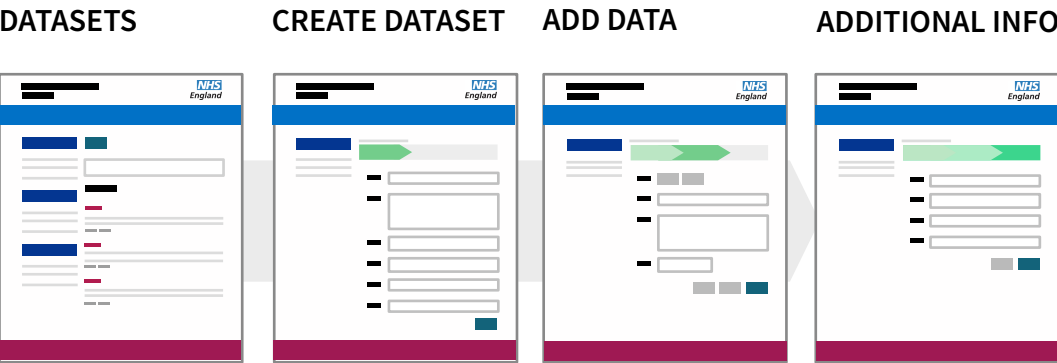 DATASETS
CREATE DATASET
ADD DATA
ADDITIONAL INFO
NHS
England
NHS
England
NHS
England
NHS
England